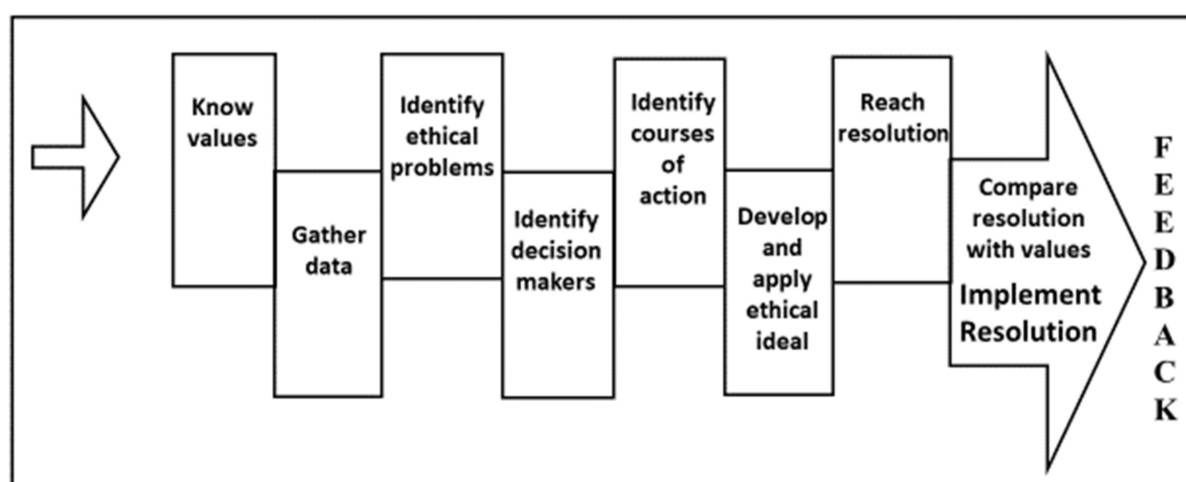 Know
values
Gather
data
Identify
ethical
problems
Identify
decision
makers
Identify
courses
of
action
Develop
and
apply
ethical
ideal
Reach
resolution
Compare
resolution
with values
Implement
Resolution
F
E
E
D
B
A
C
K